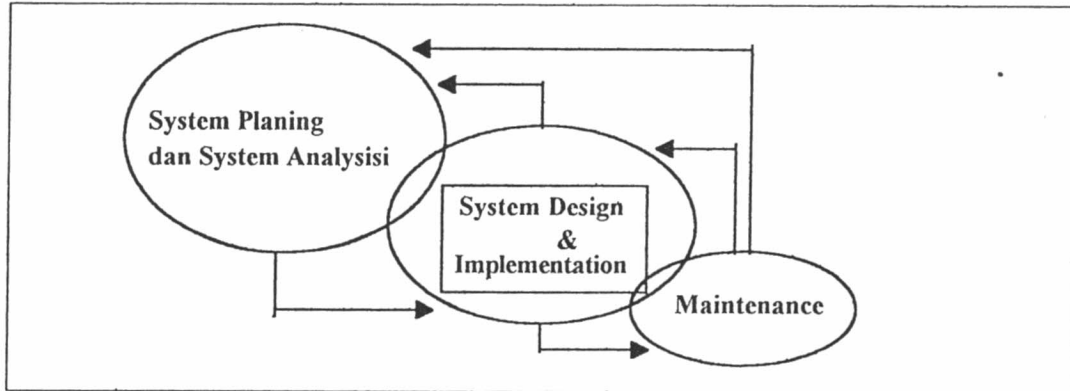 System Planing
dan System Analysisi
System Design
&
Implementation
Maintenance